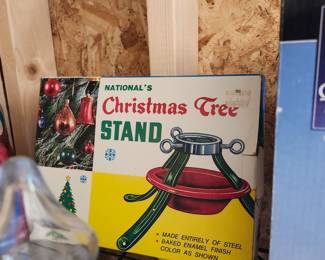 NATIONAL'S
Christmas Tree
STAND
• MADE ENTIRELY OF STEEL
• BAKED ENAMEL FINISH
COLOR AS SHOWN